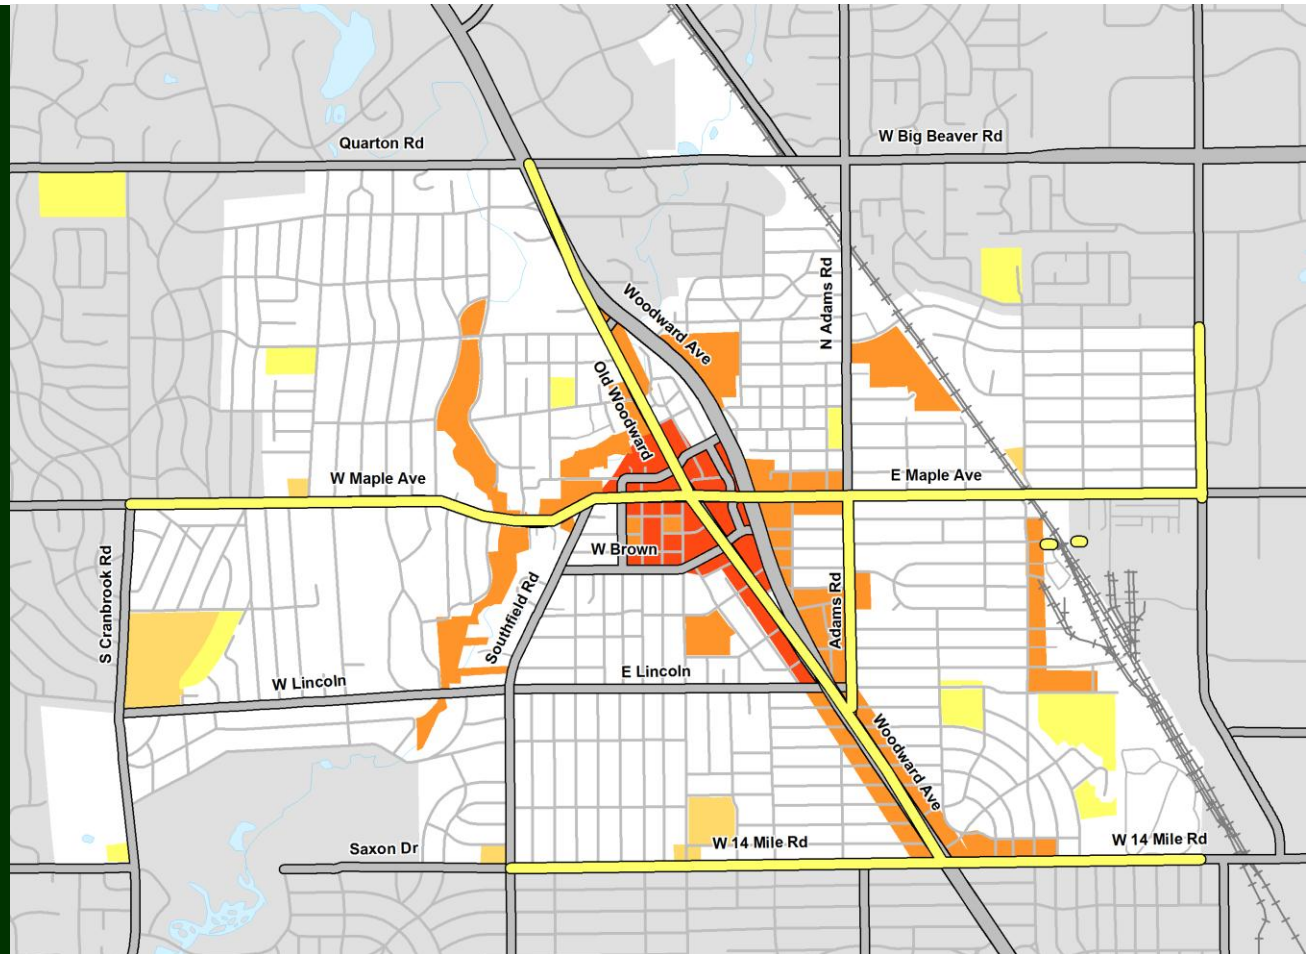 Quarton Rd
W Big Beaver Rd
Woodward Ave
N Adams Rd
Old Woodward
W Maple Ave
E Maple Ave
W Brown
S Cranbrook Rd
Southfield Rd
Adams Rd
W Lincoln
E Lincoln
Woodward Ave
Saxon Dr
W 14 Mile Rd
W 14 Mile Rd